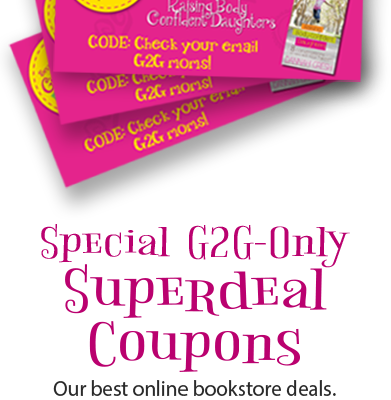 Raising Body
Confident Daughters
CODE: Check your email
G2G moms!
CODE: Check your email
G2G moms!
CODE: Check your email
G2G moms!
Special G2G-Only
Superdeal
Coupons
Our best online bookstore deals.